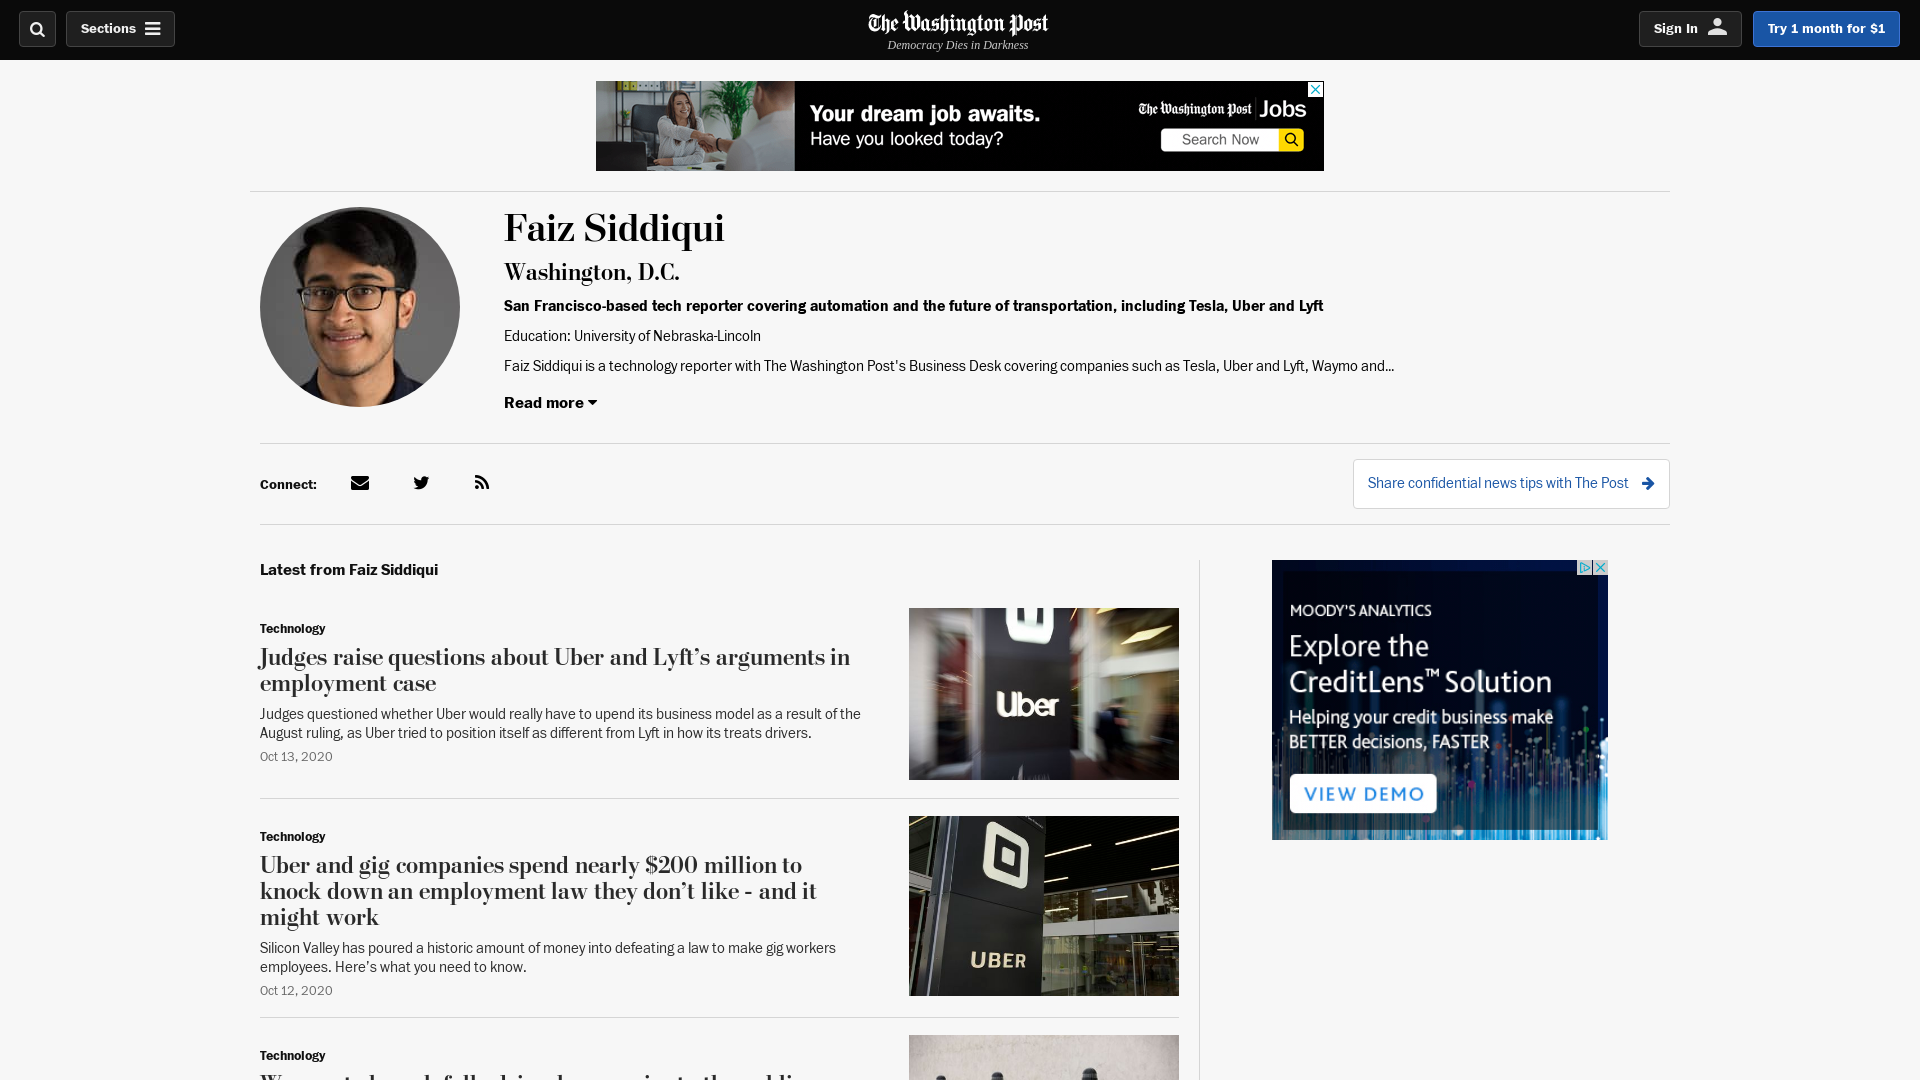 Sections
The Washington Post
Democracy Dies in Darkness
Sign In
Try 1 month for $1
Your dream job awaits.
Have you looked today?
The Washington Post Jobs
Search Now
Faiz Siddiqui
Washington, D.C.
San Francisco-based tech reporter covering automation and the future of transportation, including Tesla, Uber and Lyft
Education: University of Nebraska-Lincoln
Faiz Siddiqui is a technology reporter with The Washington Post's Business Desk covering companies such as Tesla, Uber and Lyft, Waymo and...
Read more
Connect:
Share confidential news tips with The Post
Latest from Faiz Siddiqui
Technology
Judges raise questions about Uber and Lyft’s arguments in
employment case
Judges questioned whether Uber would really have to upend its business model as a result of the
August ruling, as Uber tried to position itself as different from Lyft in how its treats drivers.
Oct 13, 2020
Uber
Technology
Uber and gig companies spend nearly $200 million to
knock down an employment law they don’t like - and it
might work
Silicon Valley has poured a historic amount of money into defeating a law to make gig workers
employees. Here’s what you need to know.
Oct 12, 2020
UBER
Technology
MOODY'S ANALYTICS
Explore the
CreditLens™ Solution
Helping your credit business make
BETTER decisions, FASTER
VIEW DEMO